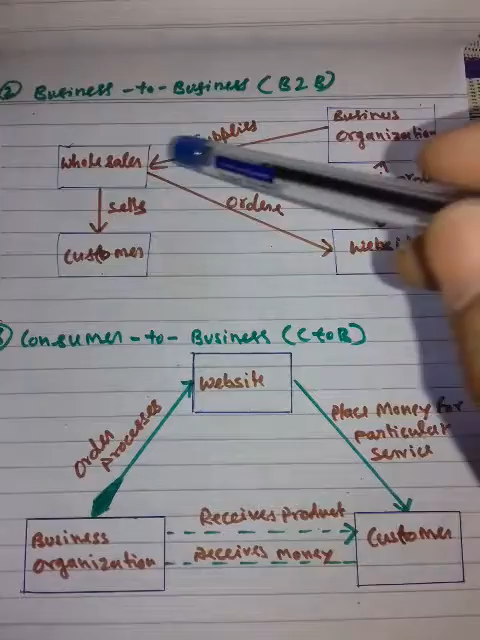 ② Business -to- Business (B2B)
Business
organization
supplies
Wholesaler
orders
sells
Customer
Website
Consumer -to- Business (C to B)
Website
Order
Processes
Place Money for
particular
service
Receives Product
Business
organization
Customer
Receives money